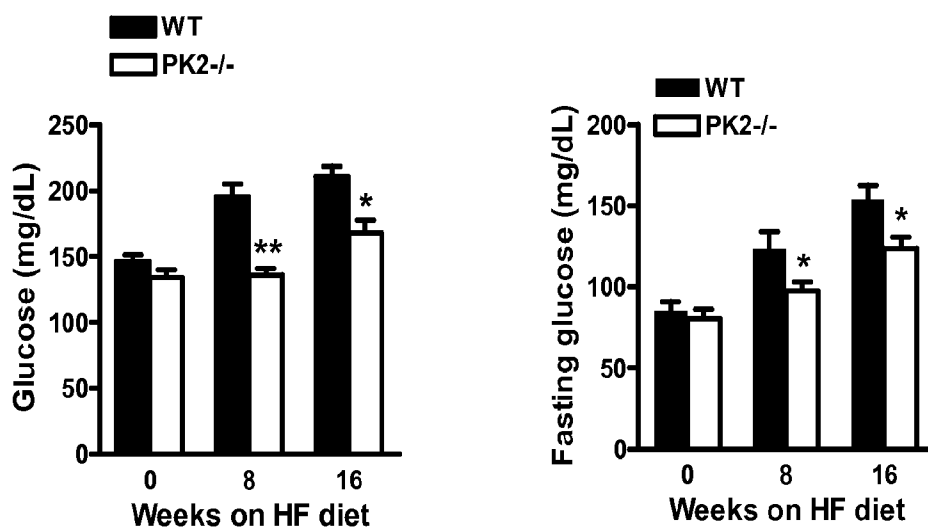 WT
PK2-/-
Glucose (mg/dL)
250
200
150
100
50
0
**
*
0 8 16
Weeks on HF diet
WT
PK2-/-
Fasting glucose (mg/dL)
200
150
100
50
0
*
*
0 8 16
Weeks on HF diet